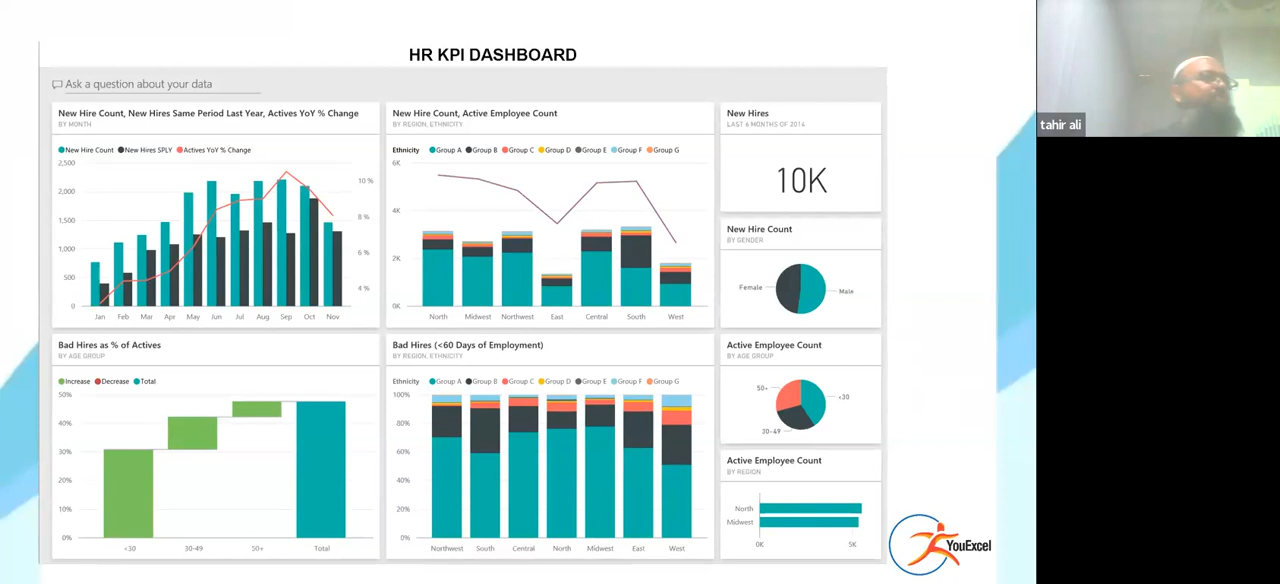 HR KPI DASHBOARD
tahir ali
Ask a question about your data
New Hire Count, New Hires Same Period Last Year, Actives YoY % Change
BY MONTH
New Hire Count New Hires SPLY Actives YoY % Change
2,500
2,000
1,500
1,000
500
0
10 %
8 %
6 %
4 %
Jan Feb Mar Apr May Jun Jul Aug Sep Oct Nov
New Hire Count, Active Employee Count
BY REGION, ETHNICITY
Ethnicity Group A Group B Group C Group D Group E Group F Group G
6K
4K
2K
0K
North Midwest Northwest East Central South West
New Hires
LAST 6 MONTHS OF 2014
10K
New Hire Count
BY GENDER
Female Male
Bad Hires as % of Actives
BY AGE GROUP
Increase Decrease Total
50%
40%
30%
20%
10%
0%
<30 30-49 50+ Total
Bad Hires (<60 Days of Employment)
BY REGION, ETHNICITY
Ethnicity Group A Group B Group C Group D Group E Group F Group G
100%
80%
60%
40%
20%
0%
Northwest South Central North Midwest East West
Active Employee Count
BY AGE GROUP
50+
<30
30-49
Active Employee Count
BY REGION
North
Midwest
0K 5K
YouExcel